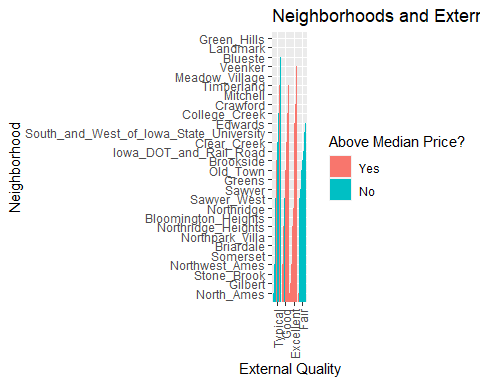 Neighborhoods and Extern
Green_Hills
Landmark
Blueste
Veenker
Meadow_Village
Timberland
Mitchell
Crawford
College_Creek
Edwards
South_and_West_of_Iowa_State_University
Clear_Creek
Iowa_DOT_and_Rail_Road
Brookside
Old_Town
Greens
Sawyer
Sawyer_West
Northridge
Bloomington_Heights
Northridge_Heights
Northpark_Villa
Briardale
Somerset
Northwest_Ames
Stone_Brook
Gilbert
North_Ames
Neighborhood
Typical
Good
Excellent
Fair
External Quality
Above Median Price?
Yes
No